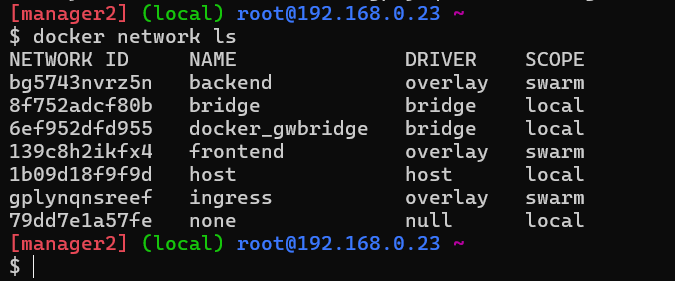 [manager2] (local) root@192.168.0.23 ~
$ docker network ls
NETWORK ID     NAME              DRIVER    SCOPE
bg5743nvrz5n   backend           overlay   swarm
8f752adcf80b   bridge            bridge    local
6ef952dfd955   docker_gwbridge   bridge    local
139c8h2ikfx4   frontend          overlay   swarm
1b09d18f9f9d   host              host      local
gplynqnsreef   ingress           overlay   swarm
79dd7e1a57fe   none              null      local
[manager2] (local) root@192.168.0.23 ~
$